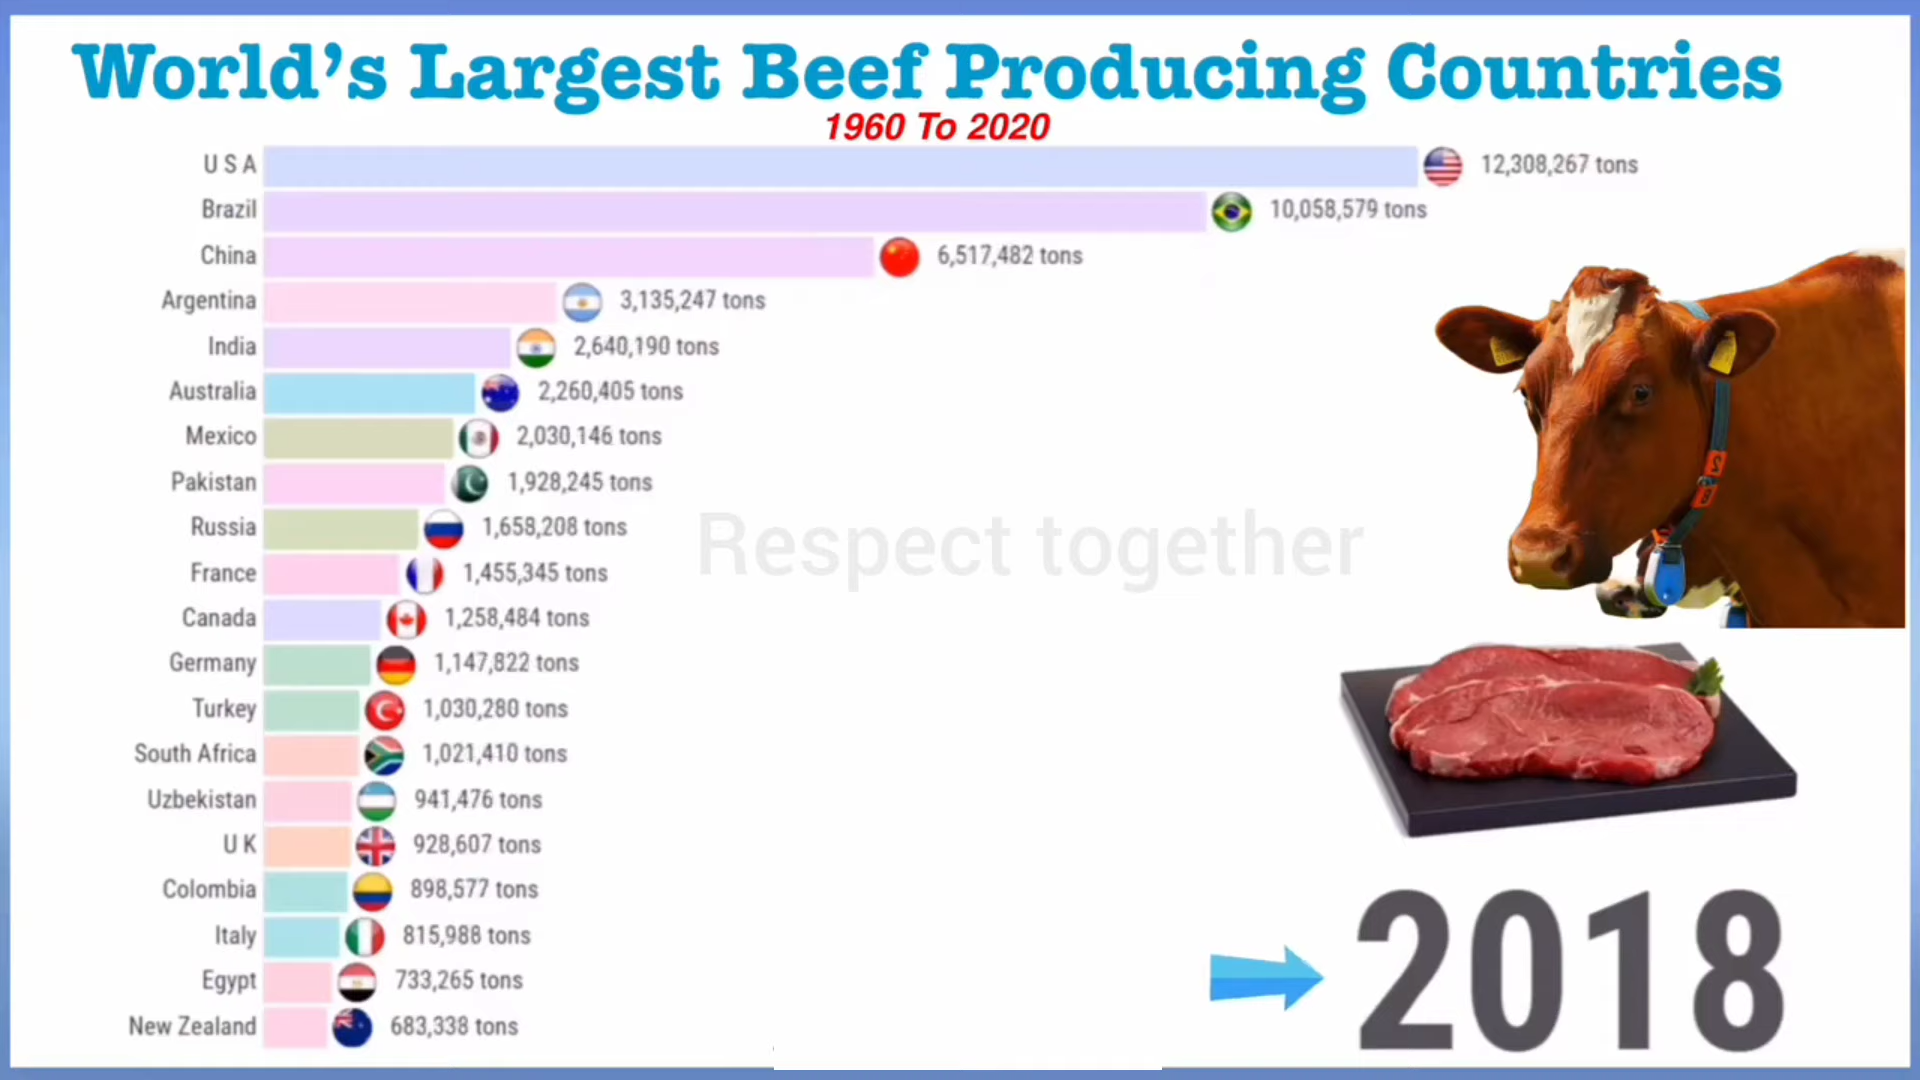 World's Largest Beef Producing Countries
1960 To 2020
U S A 12,308,267 tons
Brazil 10,058,579 tons
China 6,517,482 tons
Argentina 3,135,247 tons
India 2,640,190 tons
Australia 2,260,405 tons
Mexico 2,030,146 tons
Pakistan 1,928,245 tons
Russia 1,658,208 tons
France 1,455,345 tons
Canada 1,258,484 tons
Germany 1,147,822 tons
Turkey 1,030,280 tons
South Africa 1,021,410 tons
Uzbekistan 941,476 tons
U K 928,607 tons
Colombia 898,577 tons
Italy 815,988 tons
Egypt 733,265 tons
New Zealand 683,338 tons
Respect together
2018